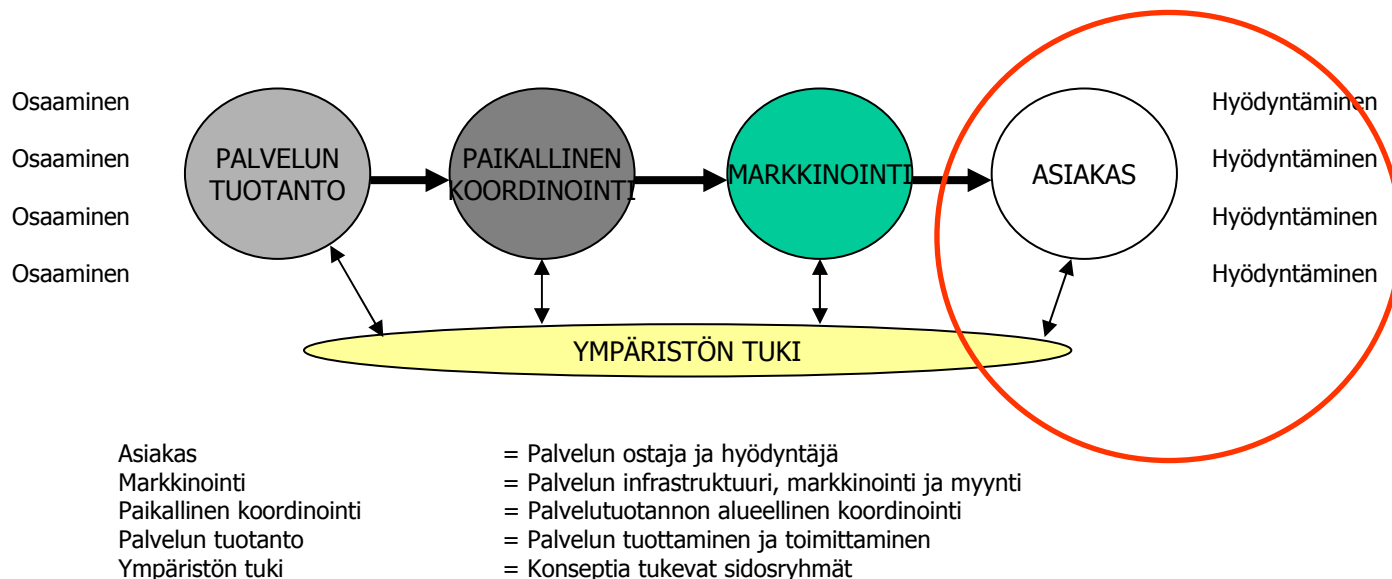 Osaaminen
Osaaminen
Osaaminen
Osaaminen
PALVELUN
TUOTANTO
PAIKALLINEN
KOORDINOINTI
MARKKINOINTI
ASIAKAS
Hyödyntäminen
Hyödyntäminen
Hyödyntäminen
Hyödyntäminen
YMPÄRISTÖN TUKI
Asiakas = Palvelun ostaja ja hyödyntäjä
Markkinointi = Palvelun infrastruktuuri, markkinointi ja myynti
Paikallinen koordinointi = Palvelutuotannon alueellinen koordinointi
Palvelun tuotanto = Palvelun tuottaminen ja toimittaminen
Ympäristön tuki = Konseptia tukevat sidosryhmät